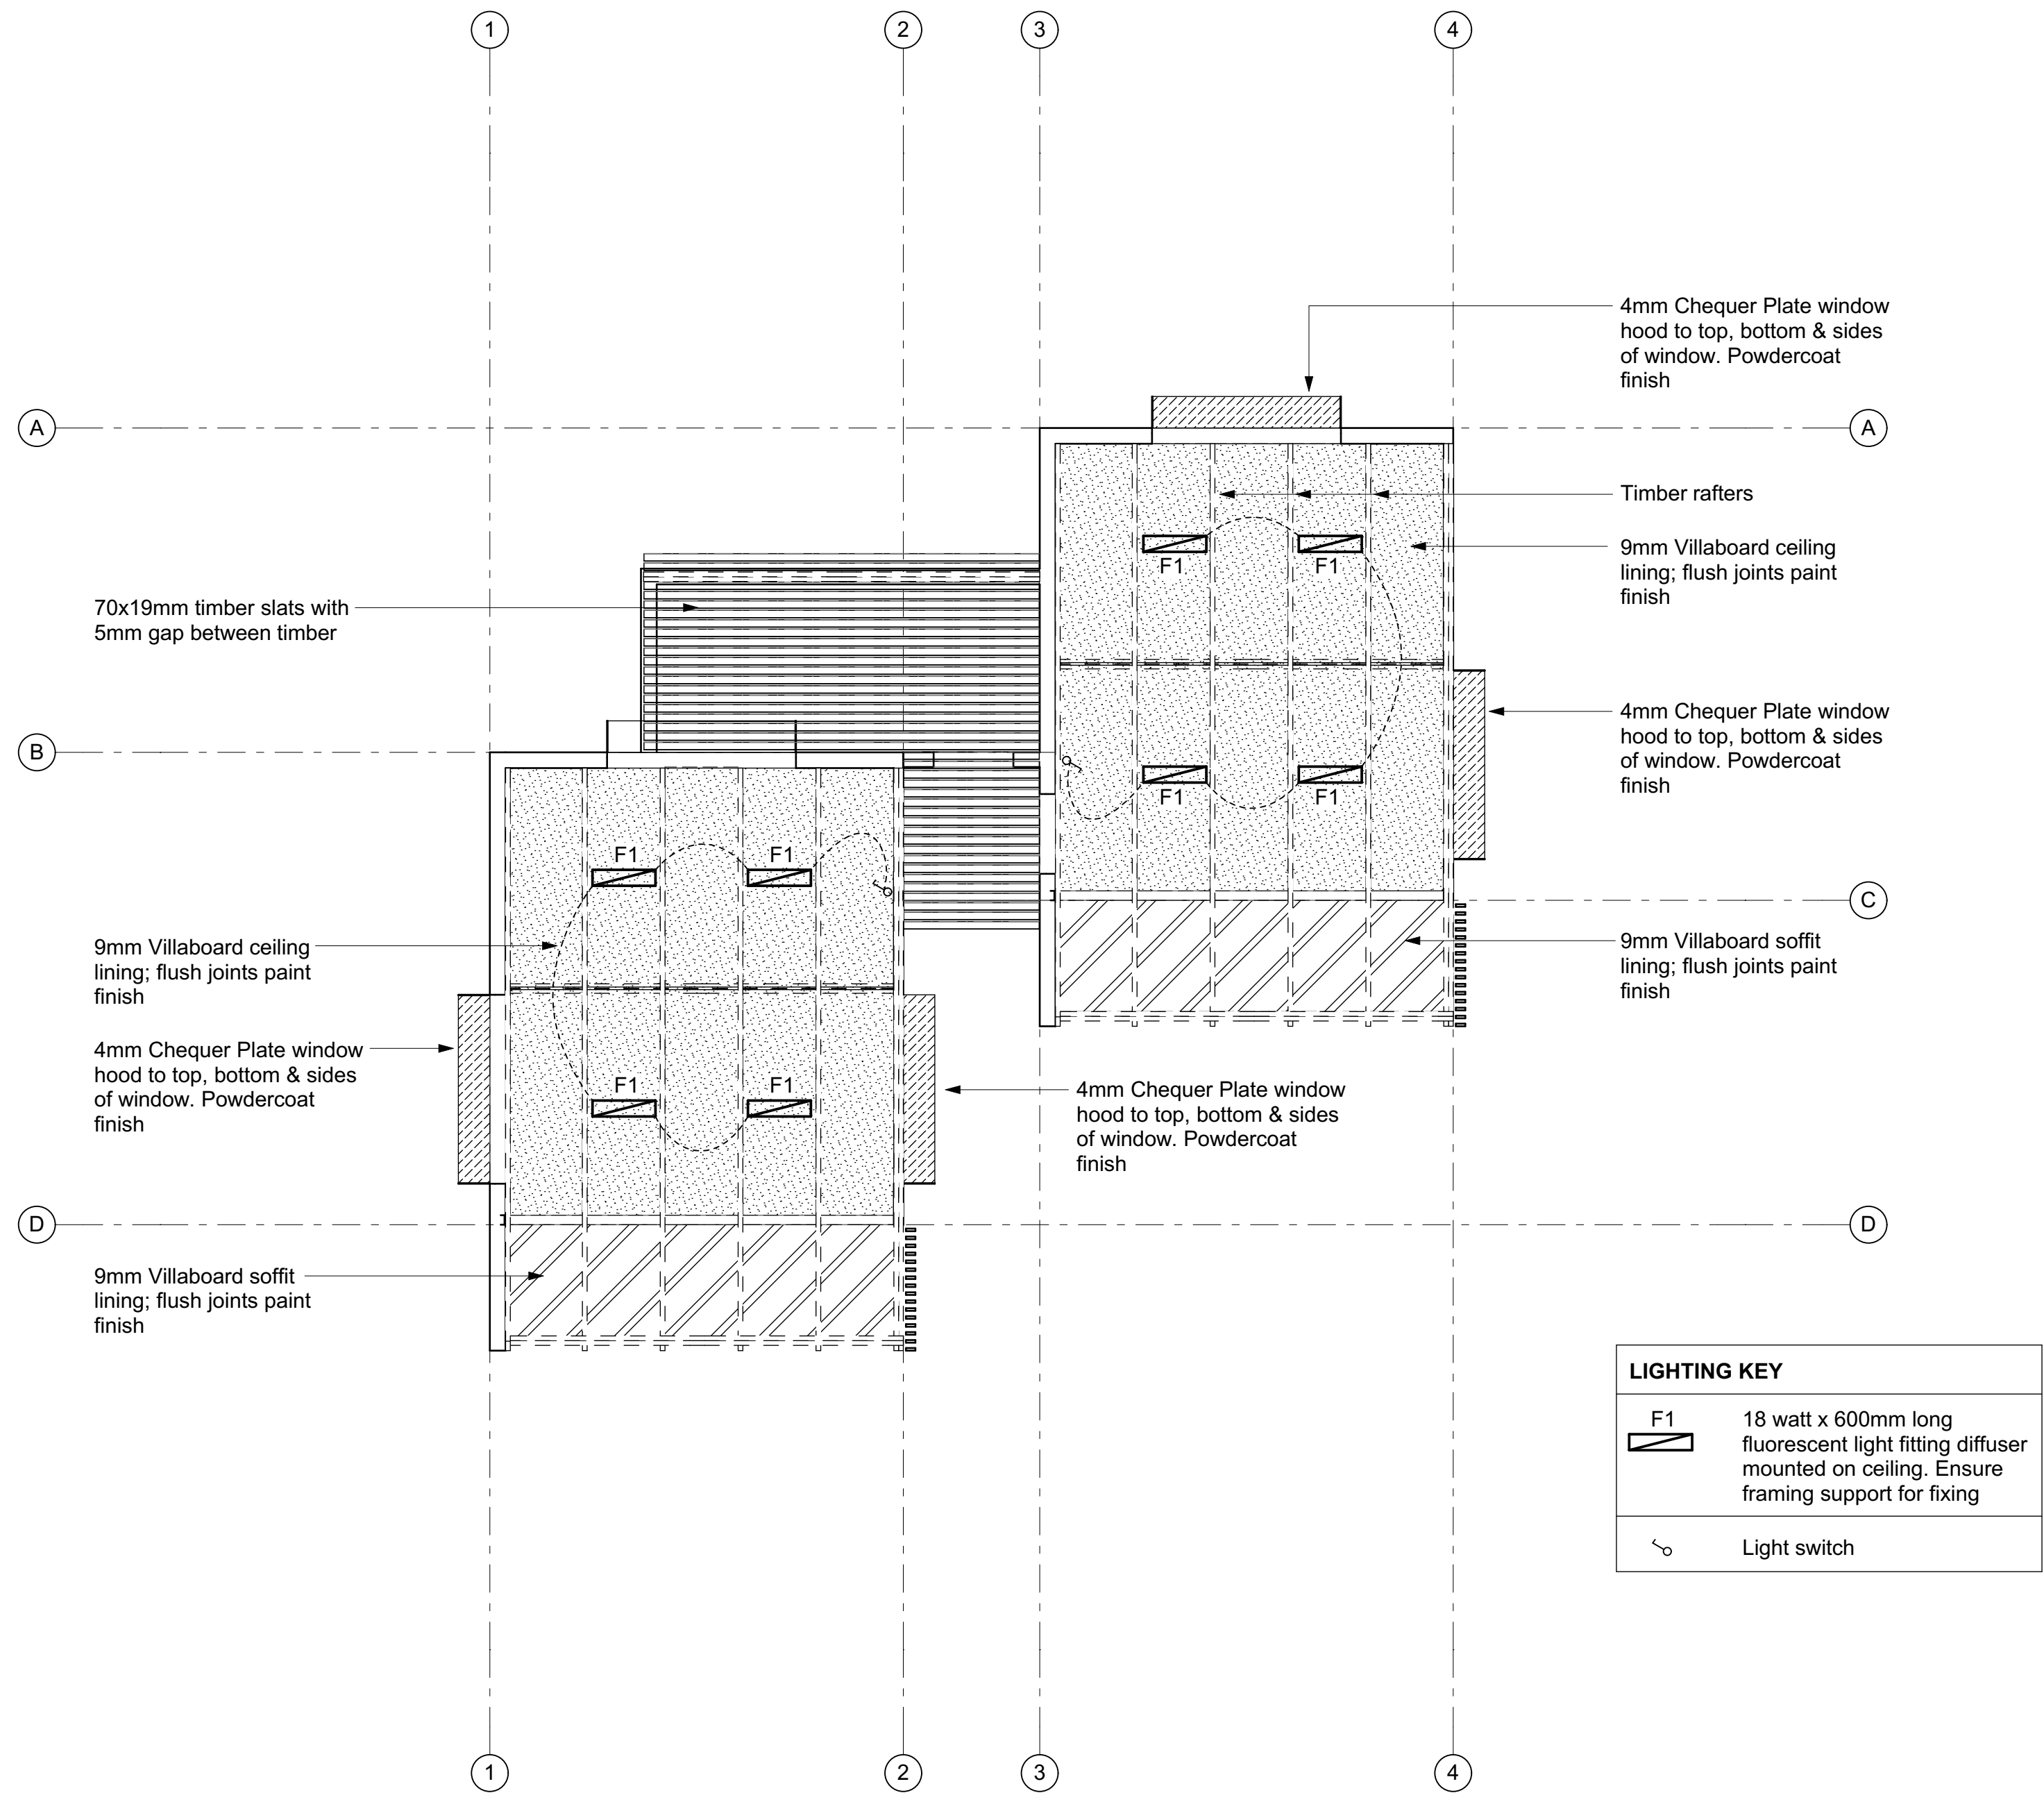 1
2
3
4
4mm Chequer Plate window
hood to top, bottom & sides
of window. Powdercoat
finish
A
A
Timber rafters
9mm Villaboard ceiling
lining; flush joints paint
finish
F1
F1
70x19mm timber slats with
5mm gap between timber
4mm Chequer Plate window
hood to top, bottom & sides
of window. Powdercoat
finish
B
F1
F1
F1
F1
C
9mm Villaboard ceiling
lining; flush joints paint
finish
9mm Villaboard soffit
lining; flush joints paint
finish
4mm Chequer Plate window
hood to top, bottom & sides
of window. Powdercoat
finish
F1
F1
4mm Chequer Plate window
hood to top, bottom & sides
of window. Powdercoat
finish
D
D
9mm Villaboard soffit
lining; flush joints paint
finish
LIGHTING KEY
F1
18 watt x 600mm long
fluorescent light fitting diffuser
mounted on ceiling. Ensure
framing support for fixing
Light switch
1
2
3
4